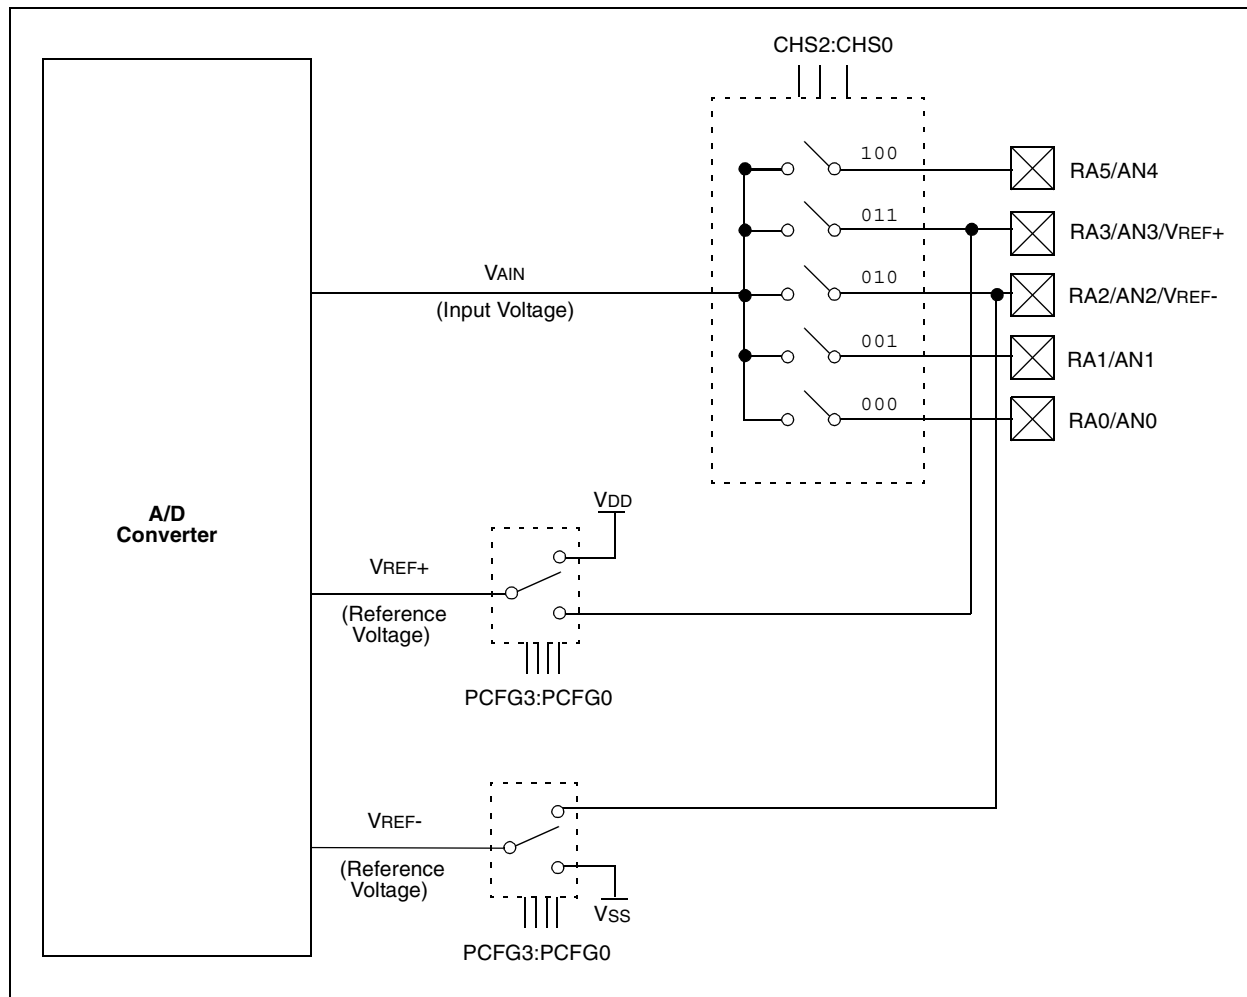 CHS2:CHS0
100
RA5/AN4
011
RA3/AN3/VREF+
VAIN
010
RA2/AN2/VREF-
(Input Voltage)
001
RA1/AN1
000
RA0/AN0
VDD
A/D
Converter
VREF+
(Reference
Voltage)
PCFG3:PCFG0
VREF-
(Reference
Voltage)
VSS
PCFG3:PCFG0